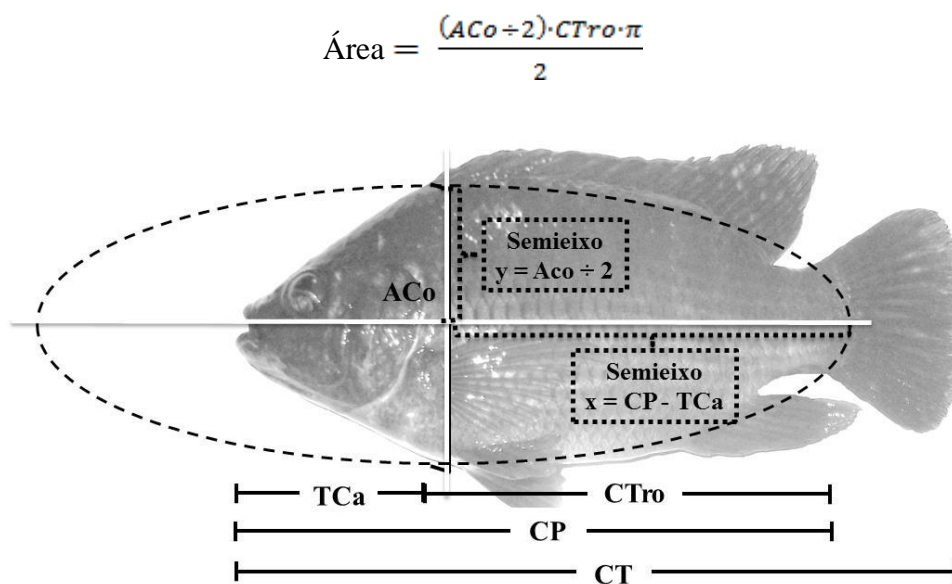 Área = (ACo÷2)·CTro·π
2
Semieixo
y = Aco ÷ 2
ACo
Semieixo
x = CP - TCa
TCa
CTro
CP
CT